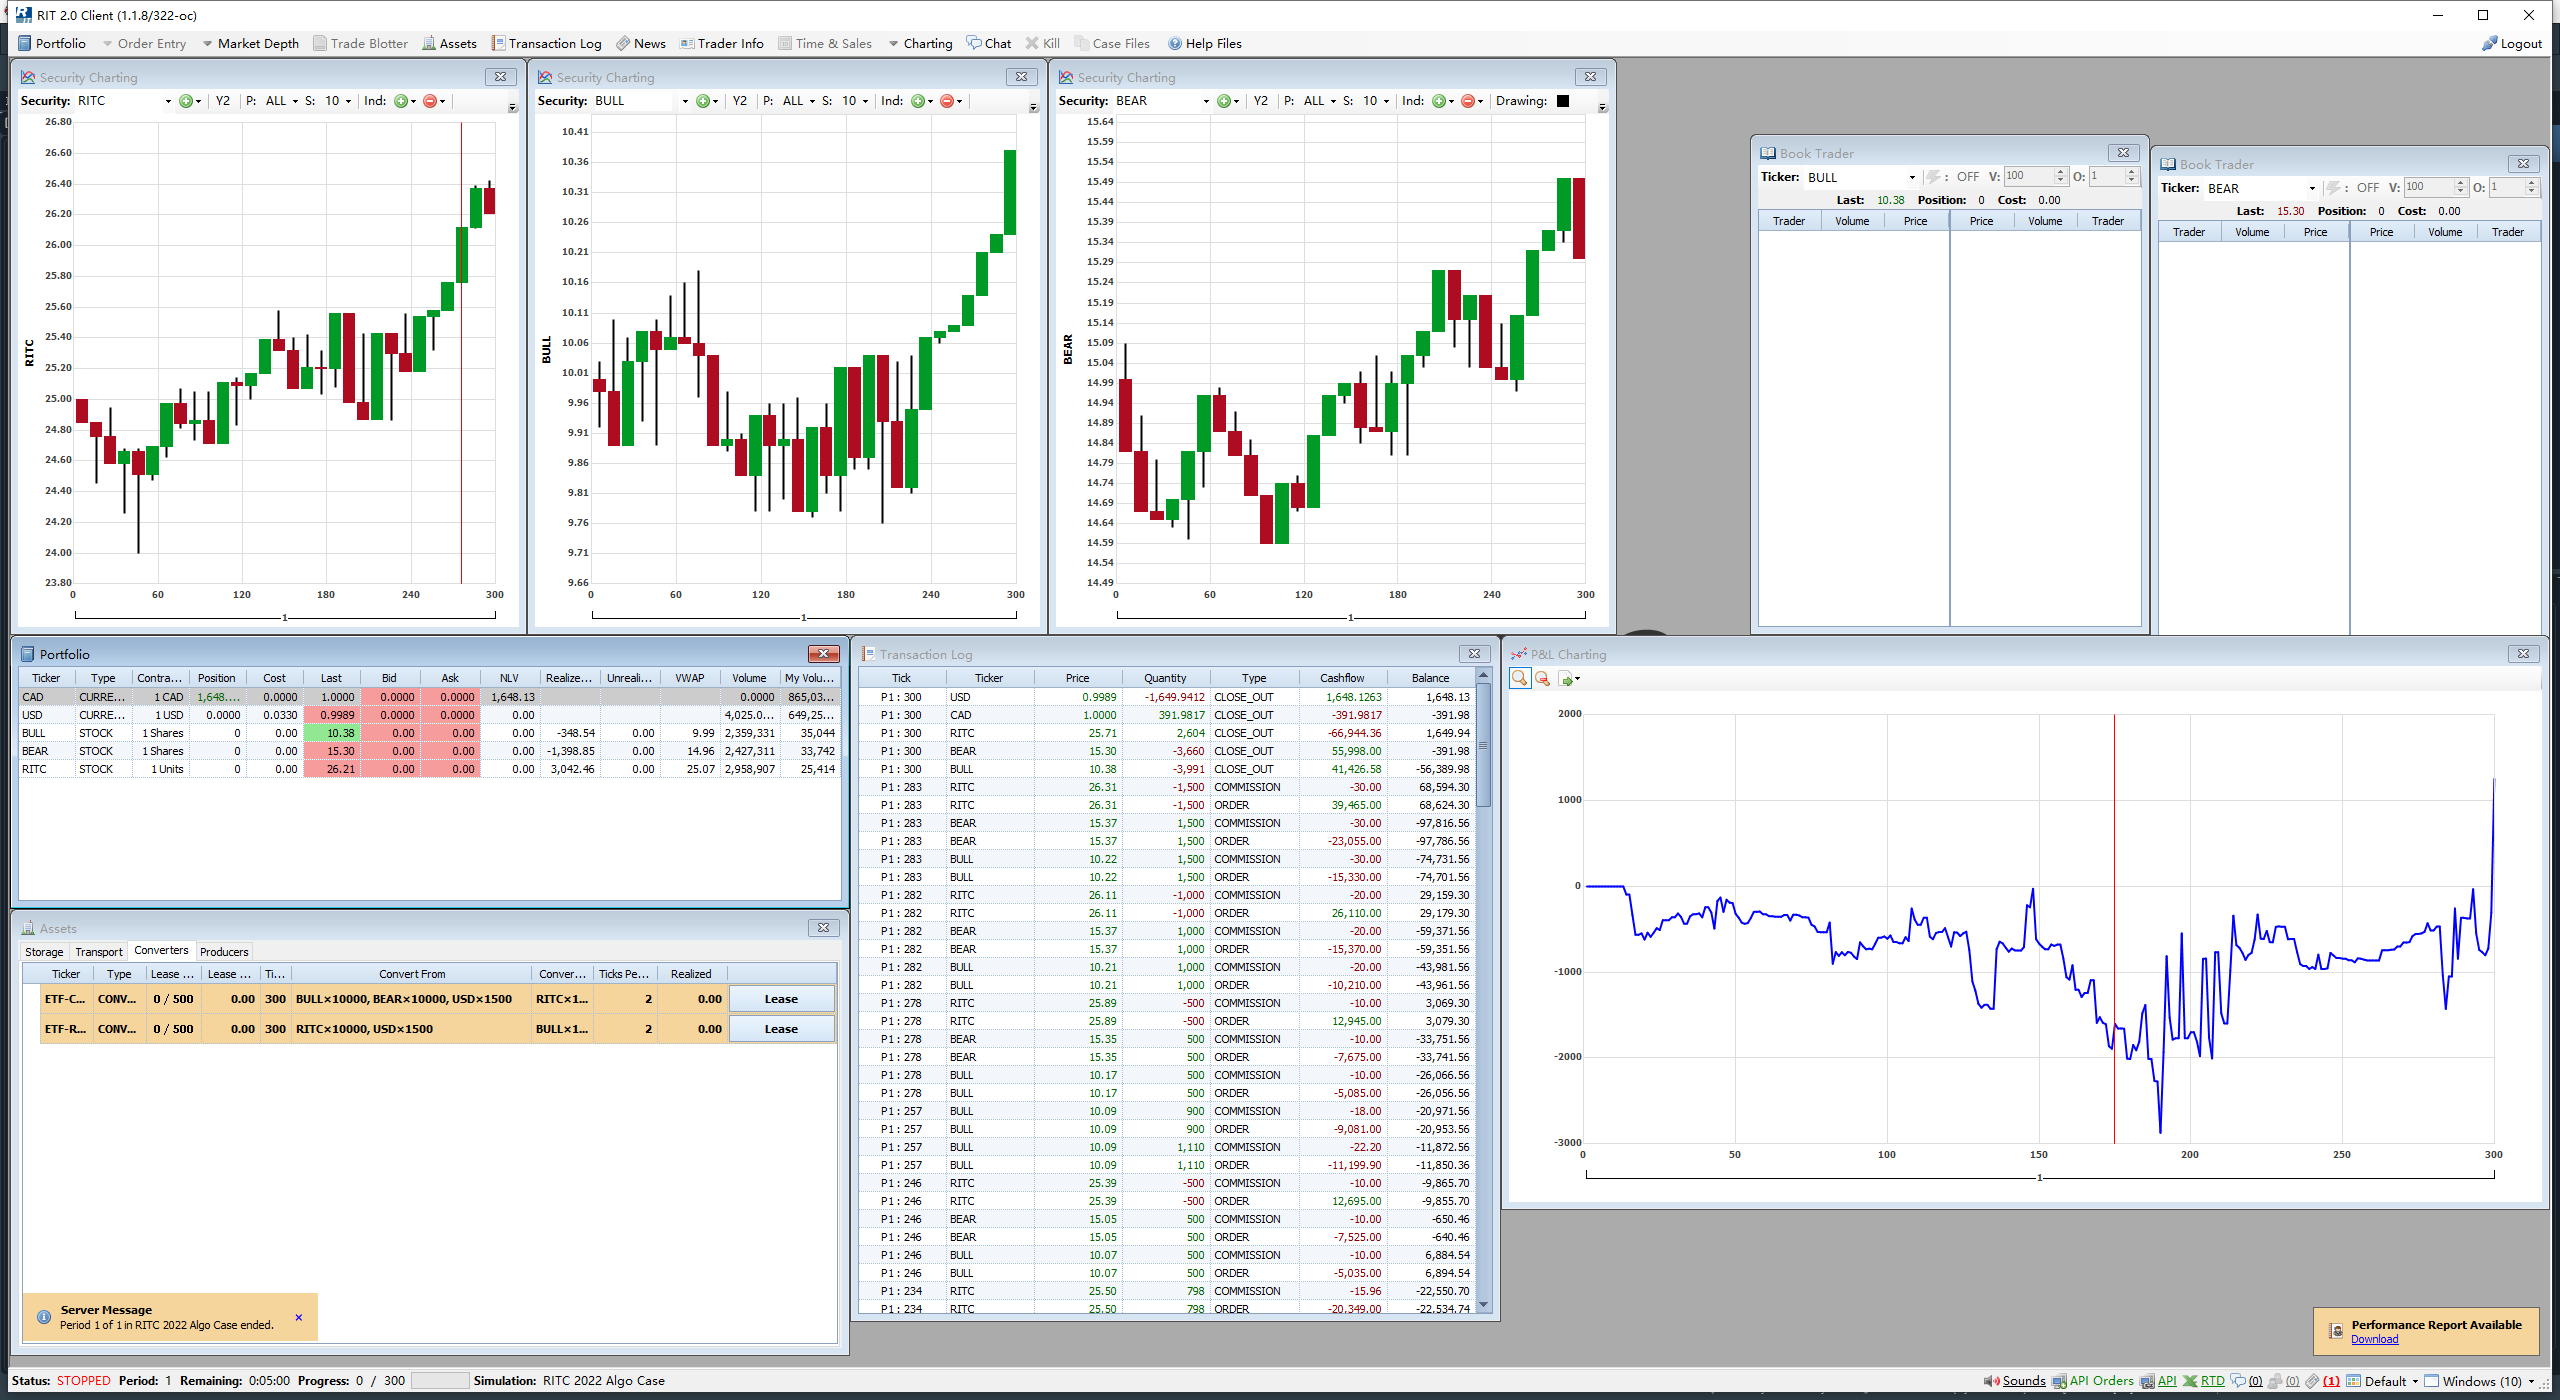 RIT 2.0 Client (1.1.8/322-oc)
Portfolio Order Entry Market Depth Trade Blotter Assets Transaction Log News Trader Info Time & Sales Charting Chat Kill Case Files Help Files Logout
Security Charting
Security: RITC Y2 P: ALL S: 10 Ind:
26.80
26.60
26.40
26.20
26.00
25.80
25.60
25.40
25.20
25.00
24.80
24.60
24.40
24.20
24.00
23.80
RITC
0 60 120 180 240 300
1
Security Charting
Security: BULL Y2 P: ALL S: 10 Ind:
10.41
10.36
10.31
10.26
10.21
10.16
10.11
10.06
10.01
9.96
9.91
9.86
9.81
9.76
9.71
9.66
BULL
0 60 120 180 240 300
1
Security Charting
Security: BEAR Y2 P: ALL S: 10 Ind: Drawing:
15.64
15.59
15.54
15.49
15.44
15.39
15.34
15.29
15.24
15.19
15.14
15.09
15.04
14.99
14.94
14.89
14.84
14.79
14.74
14.69
14.64
14.59
14.54
14.49
BEAR
0 60 120 180 240 300
1
Book Trader
Ticker: BULL : OFF V: 100 O: 1
Last: 10.38 Position: 0 Cost: 0.00
Trader Volume Price Price Volume Trader
Book Trader
Ticker: BEAR : OFF V: 100 O: 1
Last: 15.30 Position: 0 Cost: 0.00
Trader Volume Price Price Volume Trader
Portfolio
Ticker Type Contra... Position Cost Last Bid Ask NLV Realize... Unreali... VWAP Volume My Volu...
CAD CURRE... 1 CAD 1,648.... 0.0000 1.0000 0.0000 0.0000 1,648.13 0.0000 865,03...
USD CURRE... 1 USD 0.0000 0.0330 0.9989 0.0000 0.0000 0.00 4,025.0... 649,25...
BULL STOCK 1 Shares 0 0.00 10.38 0.00 0.00 0.00 -348.54 0.00 9.99 2,359,331 35,044
BEAR STOCK 1 Shares 0 0.00 15.30 0.00 0.00 0.00 -1,398.85 0.00 14.96 2,427,311 33,742
RITC STOCK 1 Units 0 0.00 26.21 0.00 0.00 0.00 3,042.46 0.00 25.07 2,958,907 25,414
Transaction Log
Tick Ticker Price Quantity Type Cashflow Balance
P1 : 300 USD 0.9989 -1,649.9412 CLOSE_OUT 1,648.1263 1,648.13
P1 : 300 CAD 1.0000 391.9817 CLOSE_OUT -391.9817 -391.98
P1 : 300 RITC 25.71 2,604 CLOSE_OUT -66,944.36 1,649.94
P1 : 300 BEAR 15.30 -3,660 CLOSE_OUT 55,998.00 -391.98
P1 : 300 BULL 10.38 -3,991 CLOSE_OUT 41,426.58 -56,389.98
P1 : 283 RITC 26.31 -1,500 COMMISSION -30.00 68,594.30
P1 : 283 RITC 26.31 -1,500 ORDER 39,465.00 68,624.30
P1 : 283 BEAR 15.37 1,500 COMMISSION -30.00 -97,816.56
P1 : 283 BEAR 15.37 1,500 ORDER -23,055.00 -97,786.56
P1 : 283 BULL 10.22 1,500 COMMISSION -30.00 -74,731.56
P1 : 283 BULL 10.22 1,500 ORDER -15,330.00 -74,701.56
P1 : 282 RITC 26.11 -1,000 COMMISSION -20.00 29,159.30
P1 : 282 RITC 26.11 -1,000 ORDER 26,110.00 29,179.30
P1 : 282 BEAR 15.37 1,000 COMMISSION -20.00 -59,371.56
P1 : 282 BEAR 15.37 1,000 ORDER -15,370.00 -59,351.56
P1 : 282 BULL 10.21 1,000 COMMISSION -20.00 -43,981.56
P1 : 282 BULL 10.21 1,000 ORDER -10,210.00 -43,961.56
P1 : 278 RITC 25.89 -500 COMMISSION -10.00 3,069.30
P1 : 278 RITC 25.89 -500 ORDER 12,945.00 3,079.30
P1 : 278 BEAR 15.35 500 COMMISSION -10.00 -33,751.56
P1 : 278 BEAR 15.35 500 ORDER -7,675.00 -33,741.56
P1 : 278 BULL 10.17 500 COMMISSION -10.00 -26,066.56
P1 : 278 BULL 10.17 500 ORDER -5,085.00 -26,056.56
P1 : 257 BULL 10.09 900 COMMISSION -18.00 -20,971.56
P1 : 257 BULL 10.09 900 ORDER -9,081.00 -20,953.56
P1 : 257 BULL 10.09 1,110 COMMISSION -22.20 -11,872.56
P1 : 257 BULL 10.09 1,110 ORDER -11,199.90 -11,850.36
P1 : 246 RITC 25.39 -500 COMMISSION -10.00 -9,865.70
P1 : 246 RITC 25.39 -500 ORDER 12,695.00 -9,855.70
P1 : 246 BEAR 15.05 500 COMMISSION -10.00 -650.46
P1 : 246 BEAR 15.05 500 ORDER -7,525.00 -640.46
P1 : 246 BULL 10.07 500 COMMISSION -10.00 6,884.54
P1 : 246 BULL 10.07 500 ORDER -5,035.00 6,894.54
P1 : 234 RITC 25.50 798 COMMISSION -15.96 -22,550.70
P1 : 234 RITC 25.50 798 ORDER -20,349.00 -22,534.74
P&L Charting
2000
1000
0
-1000
-2000
-3000
0 50 100 150 200 250 300
1
Assets
Storage Transport Converters Producers
Ticker Type Lease ... Lease ... Ti... Convert From Conver... Ticks Pe... Realized
ETF-C... CONV... 0 / 500 0.00 300 BULL×10000, BEAR×10000, USD×1500 RITC×1... 2 0.00 Lease
ETF-R... CONV... 0 / 500 0.00 300 RITC×10000, USD×1500 BULL×1... 2 0.00 Lease
Server Message
Period 1 of 1 in RITC 2022 Algo Case ended.
Performance Report Available
Download
Status: STOPPED Period: 1 Remaining: 0:05:00 Progress: 0 / 300 Simulation: RITC 2022 Algo Case Sounds API Orders API RTD (0) (0) (1) Default Windows (10)